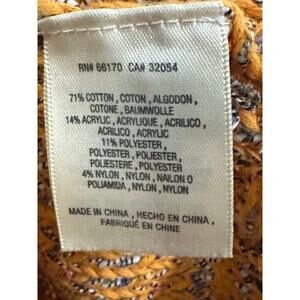 RN# 66170 CA# 32054
71% COTTON , COTON , ALGODON ,
COTONE , BAUMWOLLE
14% ACRYLIC , ACRYLIQUE , ACRILICO ,
ACRILICO , ACRYLIC
11% POLYESTER ,
POLYESTER , POLIESTER ,
POLIESTERE , POLYESTER
4% NYLON , NYLON , NAILON O
POLIAMIDA , NYLON , NYLON
MADE IN CHINA , HECHO EN CHINA ,
FABRIQUÉ EN CHINE